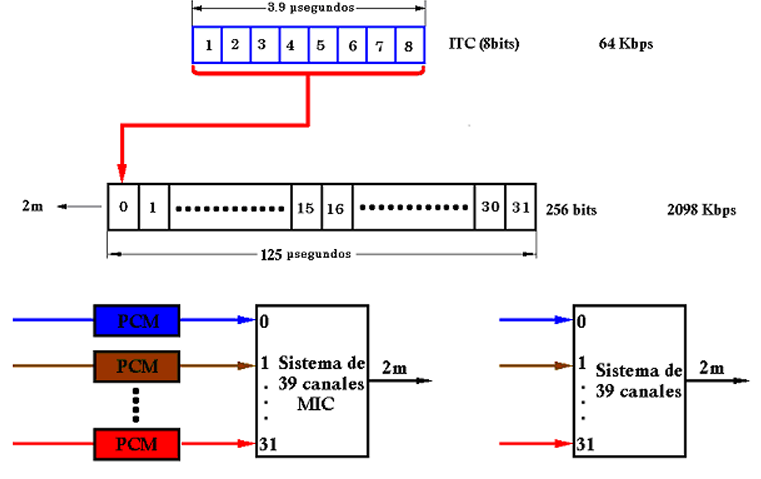 3.9 µsegundos
1 2 3 4 5 6 7 8 ITC (8bits) 64 Kbps
2m 0 1 15 16 30 31 256 bits 2098 Kbps
125 µsegundos
PCM 0
PCM 1
PCM 31
Sistema de
39 canales
MIC
2m
0
1
31
Sistema de
39 canales
2m